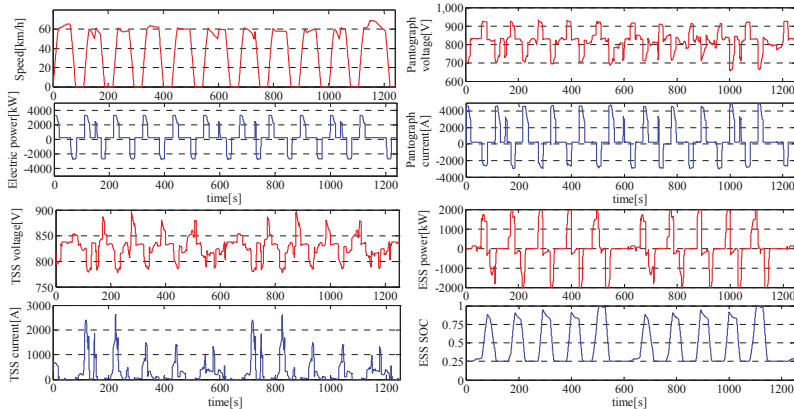 Speed[km/h]
60
40
20
0
0 200 400 600 800 1000 1200
Electric power[kW]
4000
2000
0
-2000
-4000
0 200 400 600 800 1000 1200
time[s]
TSS voltage[V]
900
850
800
750
0 200 400 600 800 1000 1200
time[s]
TSS current[A]
3000
2000
1000
0
0 200 400 600 800 1000 1200
time[s]
Pantograph
voltage[V]
1,000
900
800
700
600
0 200 400 600 800 1000 1200
Pantograph
current[A]
4000
2000
0
-2000
-4000
0 200 400 600 800 1000 1200
time[s]
ESS power[kW]
2000
1000
0
-1000
-2000
0 200 400 600 800 1000 1200
ESS SOC
1
0.75
0.5
0.25
0
0 200 400 600 800 1000 1200
time[s]